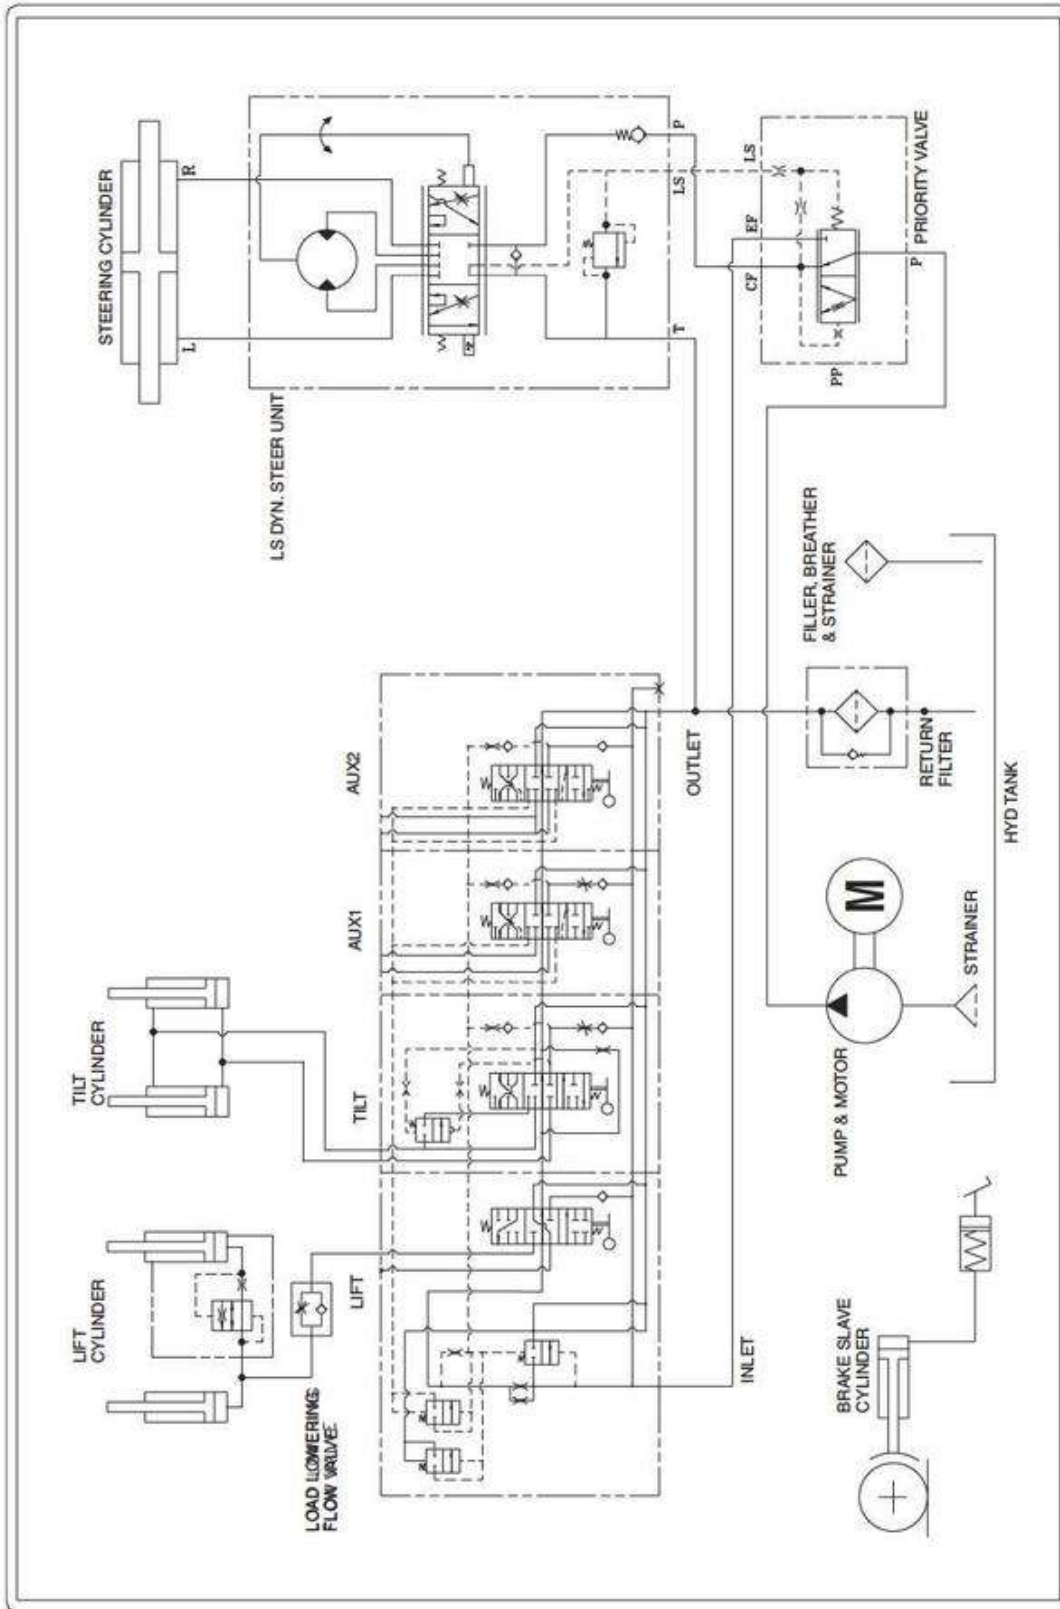 STEERING CYLINDER
L
R
LS DYN. STEER UNIT
T
LS
P
CF
EF
LS
PP
P
PRIORITY VALVE
TILT
CYLINDER
LIFT
CYLINDER
LOAD LOWERING
FLOW VALVE
LIFT
TILT
AUX1
AUX2
INLET
OUTLET
FILLER, BREATHER
& STRAINER
RETURN
FILTER
HYD TANK
M
STRAINER
PUMP & MOTOR
BRAKE SLAVE
CYLINDER